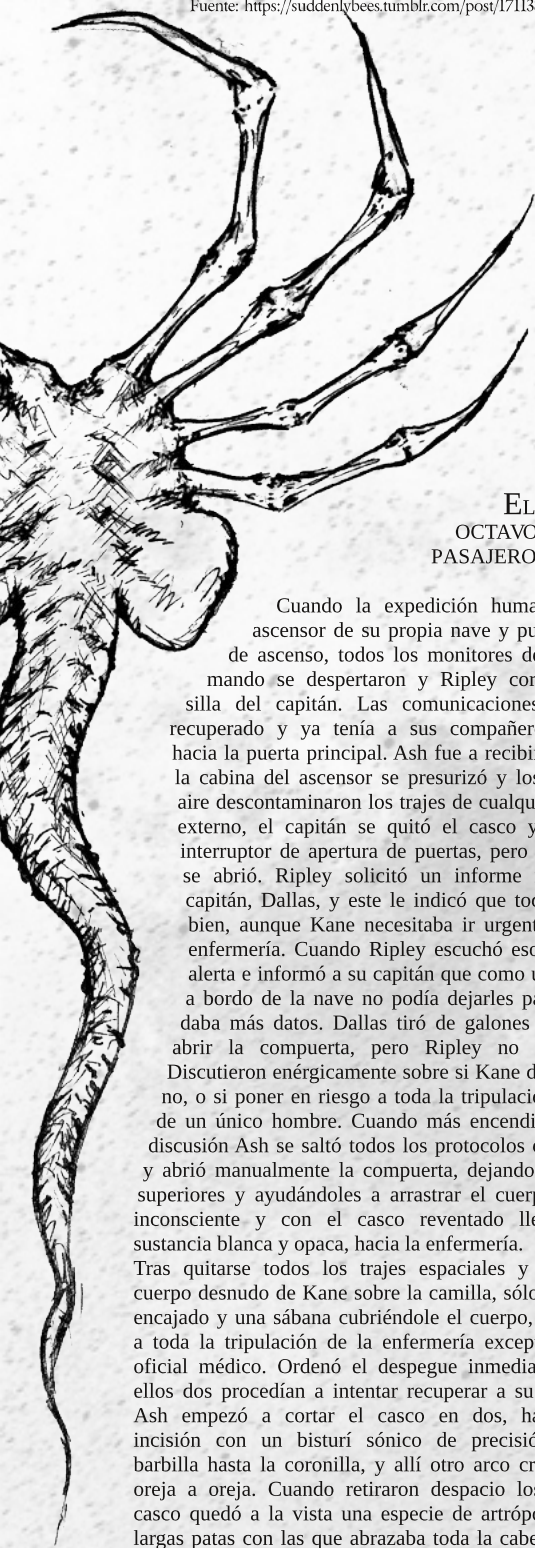 Fuente: https://suddenlybees.tumblr.com/post/17113
EL
OCTAVO
PASAJERO
Cuando la expedición huma
ascensor de su propia nave y pu
de ascenso, todos los monitores de
mando se despertaron y Ripley con
silla del capitán. Las comunicaciones
recuperado y ya tenía a sus compañer
hacia la puerta principal. Ash fue a recibi
la cabina del ascensor se presurizó y los
aire descontaminaron los trajes de cualqu
externo, el capitán se quitó el casco y
interruptor de apertura de puertas, pero
se abrió. Ripley solicitó un informe
capitán, Dallas, y este le indicó que tod
bien, aunque Kane necesitaba ir urgent
enfermería. Cuando Ripley escuchó eso
alerta e informó a su capitán que como u
a bordo de la nave no podía dejarles pa
daba más datos. Dallas tiró de galones
abrir la compuerta, pero Ripley no
Discutieron enérgicamente sobre si Kane d
no, o si poner en riesgo a toda la tripulació
de un único hombre. Cuando más encendi
discusión Ash se saltó todos los protocolos
y abrió manualmente la compuerta, dejando
superiores y ayudándoles a arrastrar el cuerp
inconsciente y con el casco reventado lle
sustancia blanca y opaca, hacia la enfermería.
Tras quitarse todos los trajes espaciales y
cuerpo desnudo de Kane sobre la camilla, sólo
encajado y una sábana cubriéndole el cuerpo,
a toda la tripulación de la enfermería excep
oficial médico. Ordenó el despegue inmedia
ellos dos procedían a intentar recuperar a su
Ash empezó a cortar el casco en dos, ha
incisión con un bisturí sónico de precisió
barbilla hasta la coronilla, y allí otro arco cr
oreja a oreja. Cuando retiraron despacio los
casco quedó a la vista una especie de artróp
largas patas con las que abrazaba toda la cabe